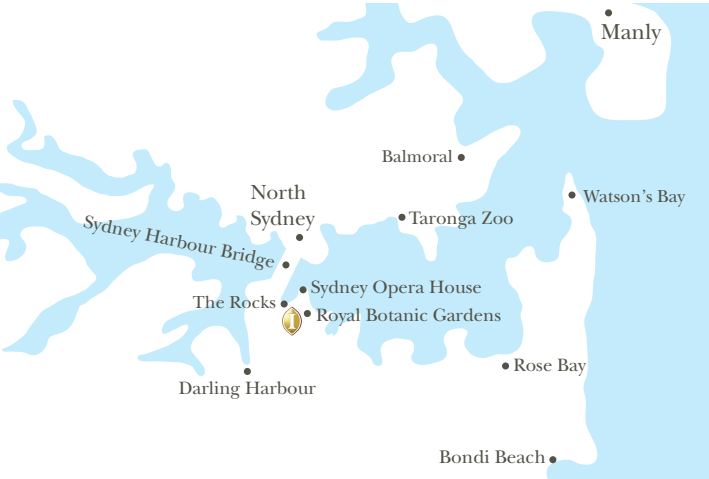 Manly
Balmoral
North
Sydney
Watson's Bay
Taronga Zoo
Sydney Harbour Bridge
Sydney Opera House
The Rocks
I
Royal Botanic Gardens
Rose Bay
Darling Harbour
Bondi Beach